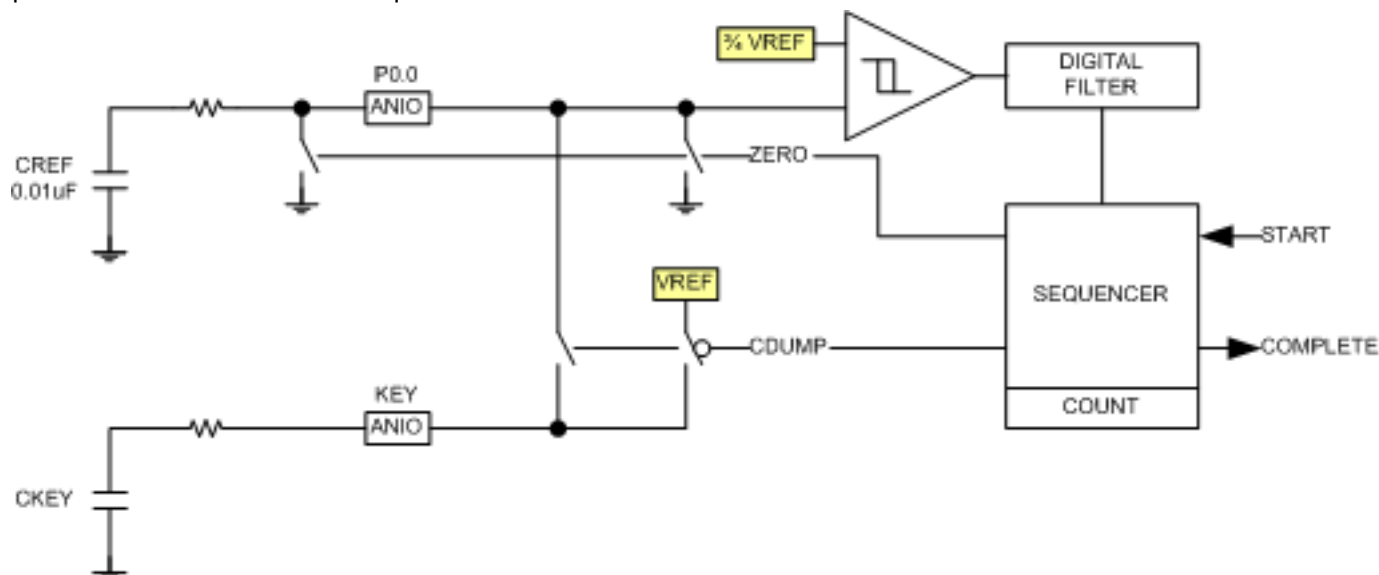 ¾ VREF
DIGITAL
FILTER
P0.0
ANIO
CREF
0.01uF
ZERO
START
VREF
SEQUENCER
CDUMP
COMPLETE
KEY
ANIO
COUNT
CKEY